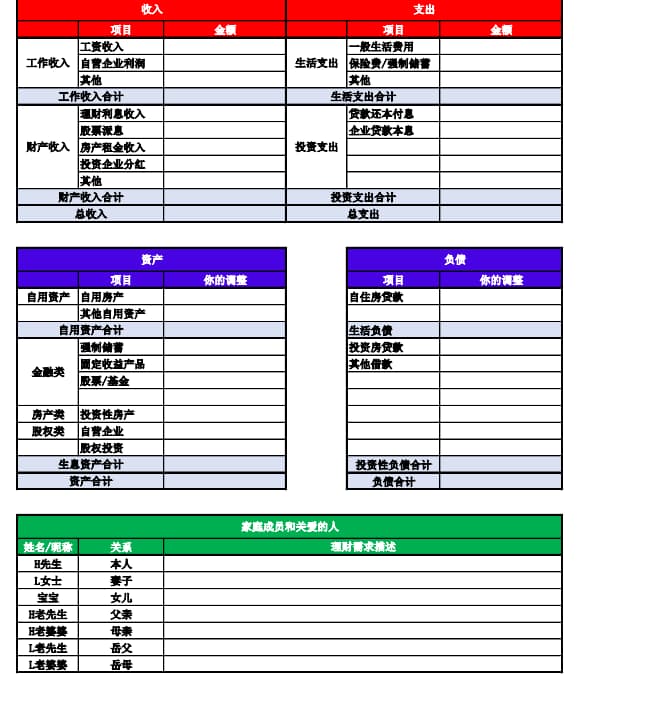 收入 支出
项目 金额 项目 金额
工资收入 一般生活费用
工作收入 自营企业利润 生活支出 保险费/强制储蓄
其他 其他
工作收入合计 生活支出合计
理财利息收入 贷款还本付息
股票派息 企业贷款本息
财产收入 房产租金收入 投资支出
投资企业分红
其他
财产收入合计 投资支出合计
总收入 总支出
资产 负债
项目 你的调整 项目 你的调整
自用资产 自用房产 自住房贷款
其他自用资产
自用资产合计 生活负债
强制储蓄 投资房贷款
金融类 固定收益产品 其他借款
股票/基金
房产类 投资性房产
股权类 自营企业
股权投资
生息资产合计 投资性负债合计
资产合计 负债合计
家庭成员和关爱的人
姓名/昵称 关系 理财需求描述
H先生 本人
L女士 妻子
宝宝 女儿
H老先生 父亲
H老婆婆 母亲
L老先生 岳父
L老婆婆 岳母